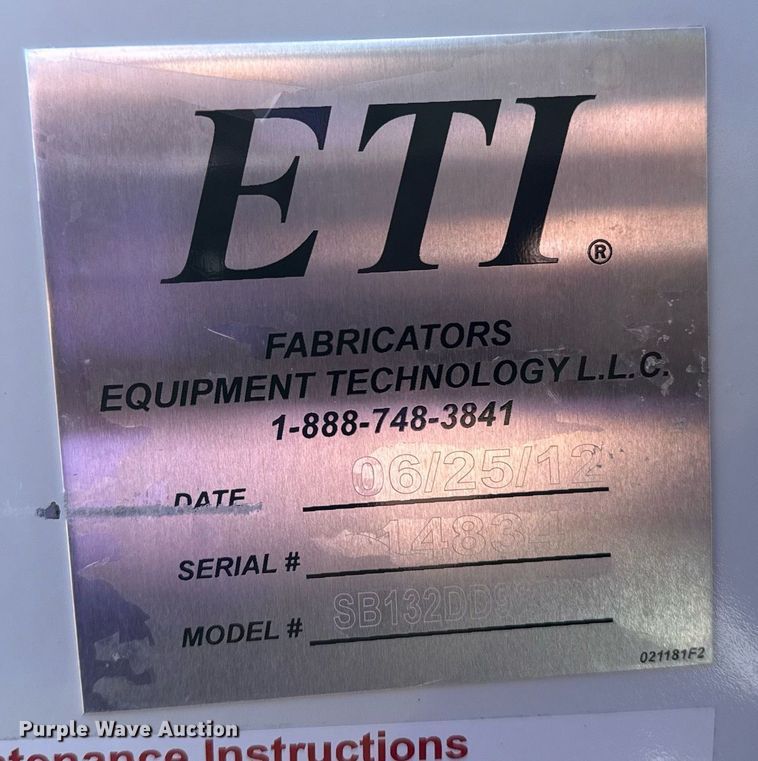 ETI®
FABRICATORS
EQUIPMENT TECHNOLOGY L.L.C.
1-888-748-3841
DATE 06/25/12
SERIAL # 14834
MODEL #
021181F2
Purple Wave Auction
Instructions